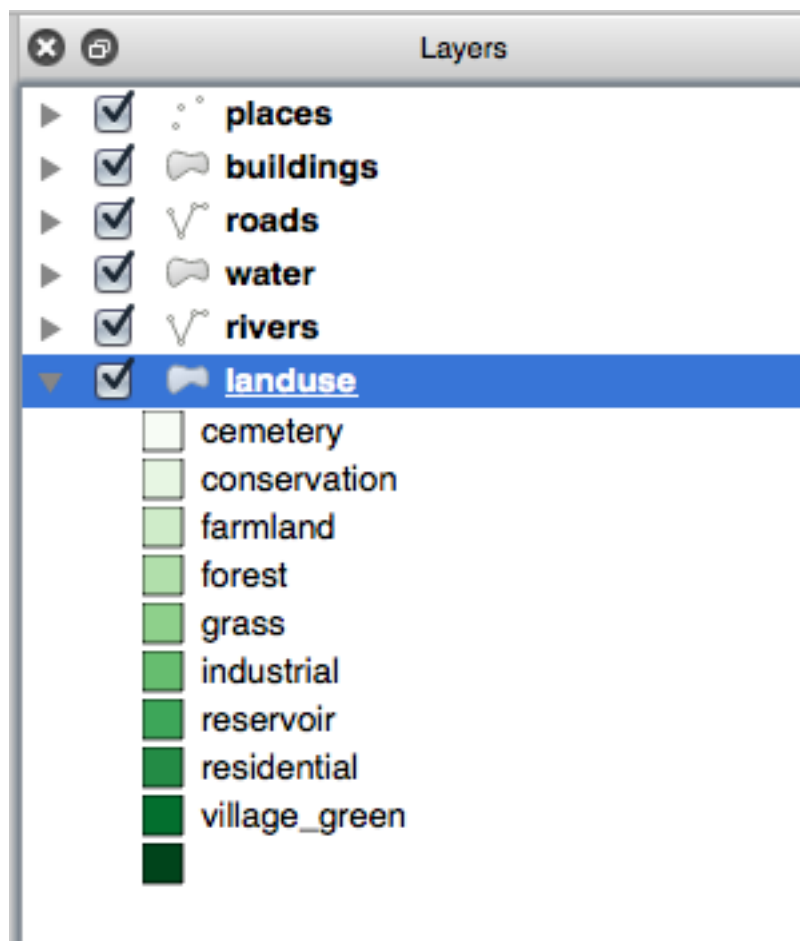 Layers
places
buildings
roads
water
rivers
landuse
cemetery
conservation
farmland
forest
grass
industrial
reservoir
residential
village_green